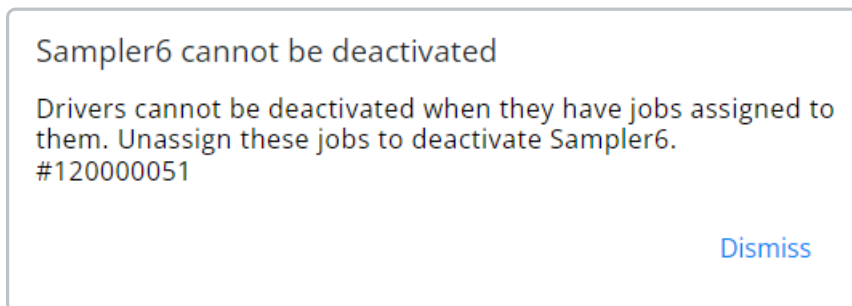 Sampler6 cannot be deactivated
Drivers cannot be deactivated when they have jobs assigned to
them. Unassign these jobs to deactivate Sampler6.
#120000051
Dismiss